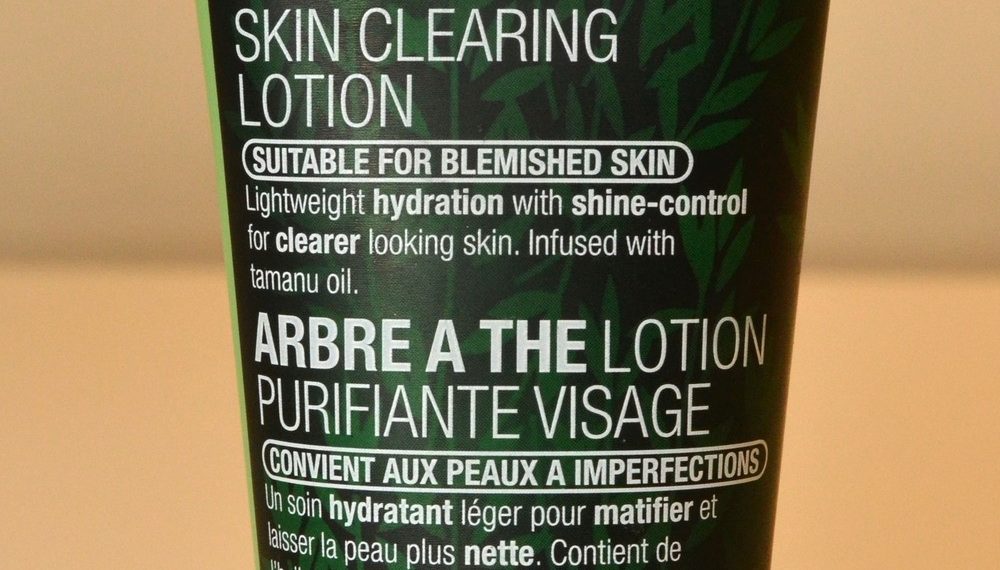 SKIN CLEARING
LOTION
SUITABLE FOR BLEMISHED SKIN
Lightweight hydration with shine-control
for clearer looking skin. Infused with
tamanu oil.
ARBRE A THE LOTION
PURIFIANTE VISAGE
CONVIENT AUX PEAUX A IMPERFECTIONS
Un soin hydratant léger pour matifier et
laisser la peau plus nette. Contient de